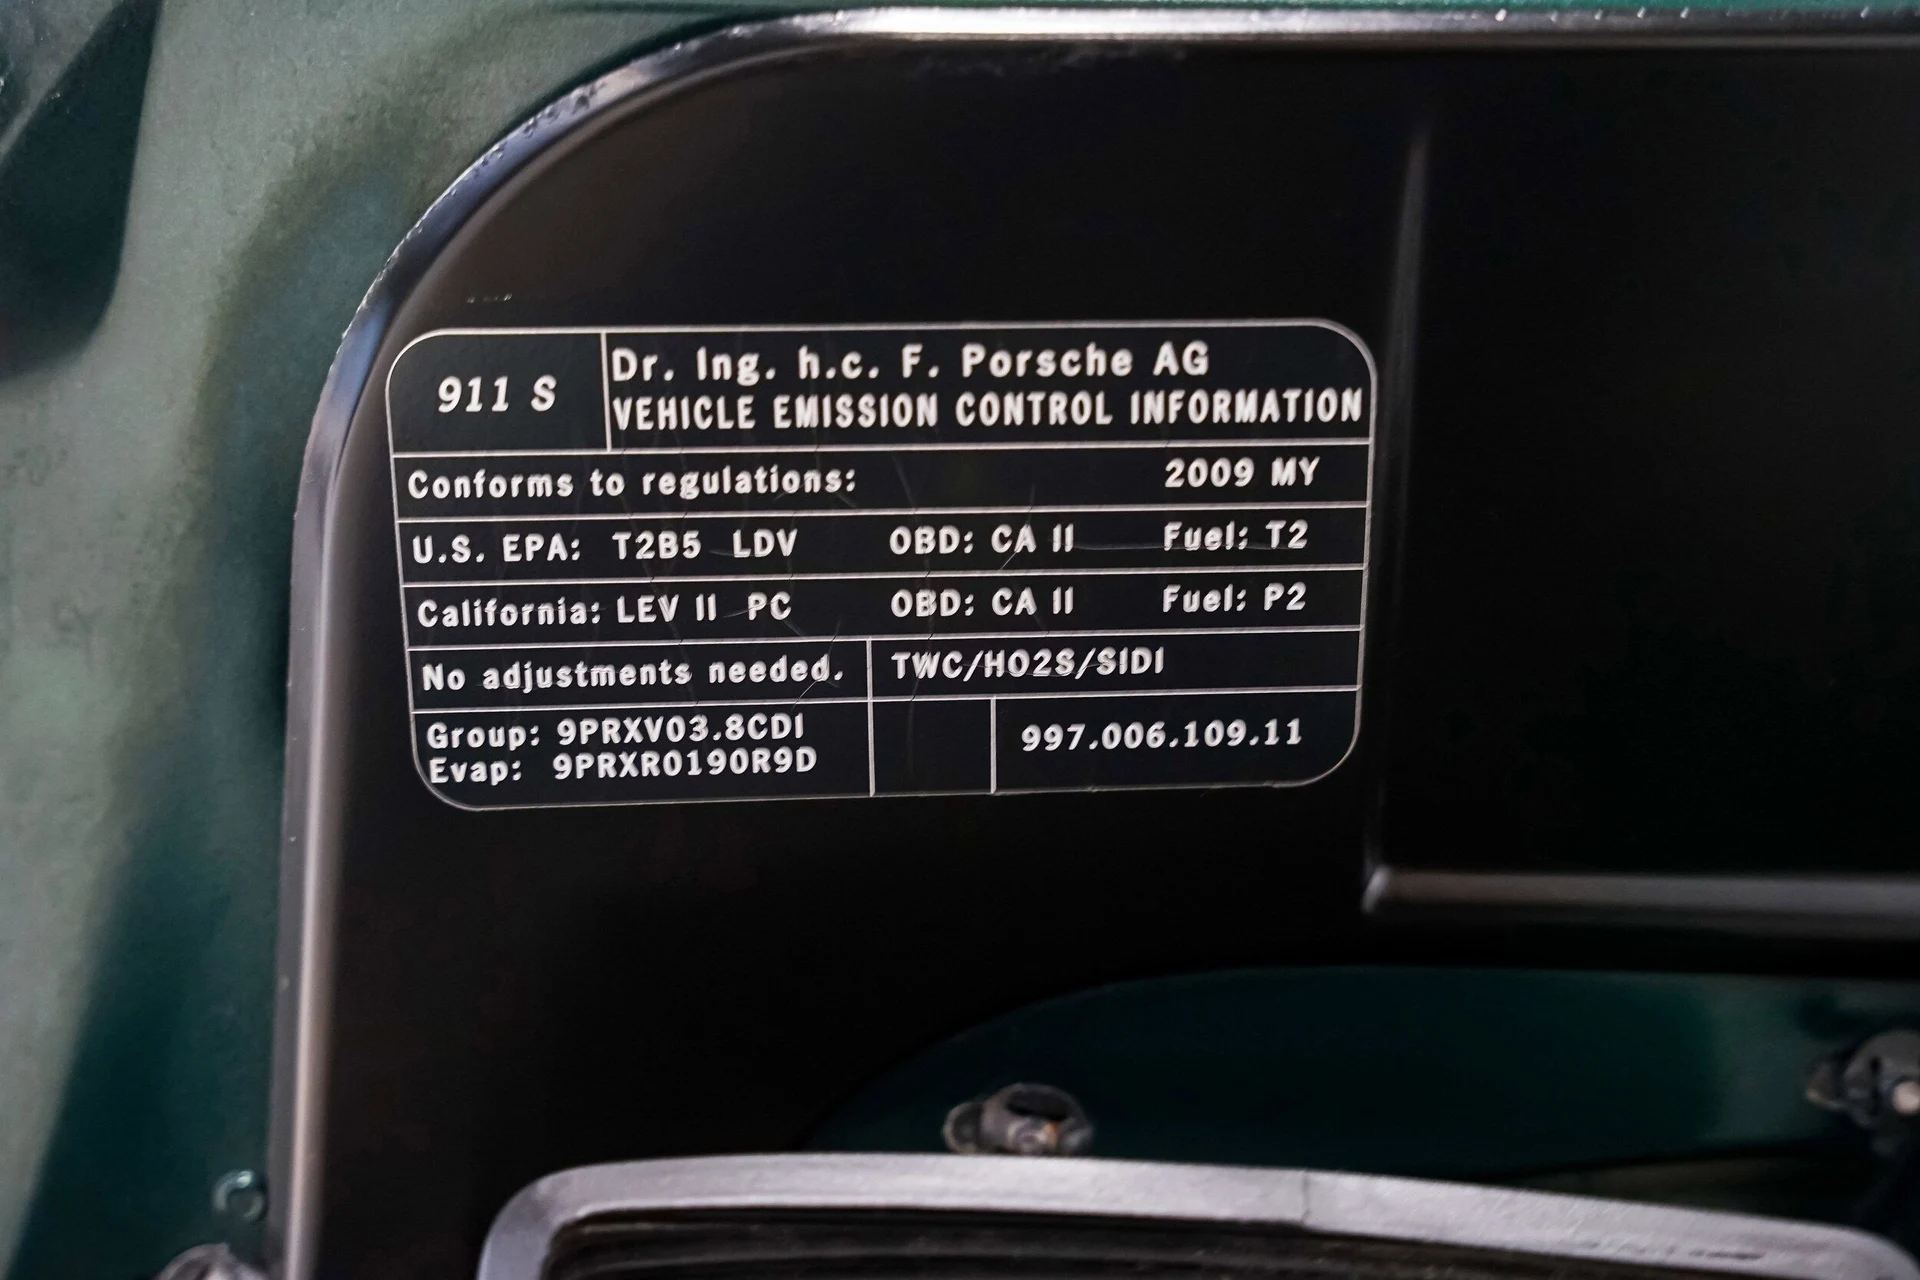 911 S
Dr. Ing. h.c. F. Porsche AG
VEHICLE EMISSION CONTROL INFORMATION
Conforms to regulations: 2009 MY
U.S. EPA: T2B5 LDV OBD: CA II Fuel: T2
California: LEV II PC OBD: CA II Fuel: P2
No adjustments needed. TWC/HO2S/SIDI
Group: 9PRXV03.8CDI
Evap: 9PRXR0190R9D
997.006.109.11